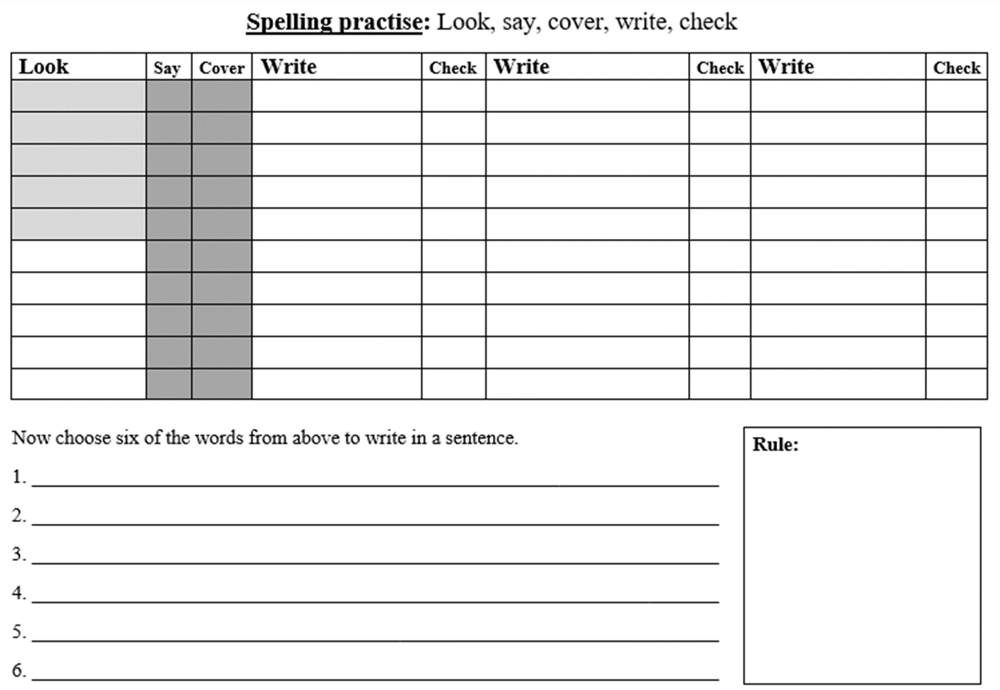 Spelling practise: Look, say, cover, write, check
Look Say Cover Write Check Write Check Write Check
Now choose six of the words from above to write in a sentence.
1.
2.
3.
4.
5.
6.
Rule: